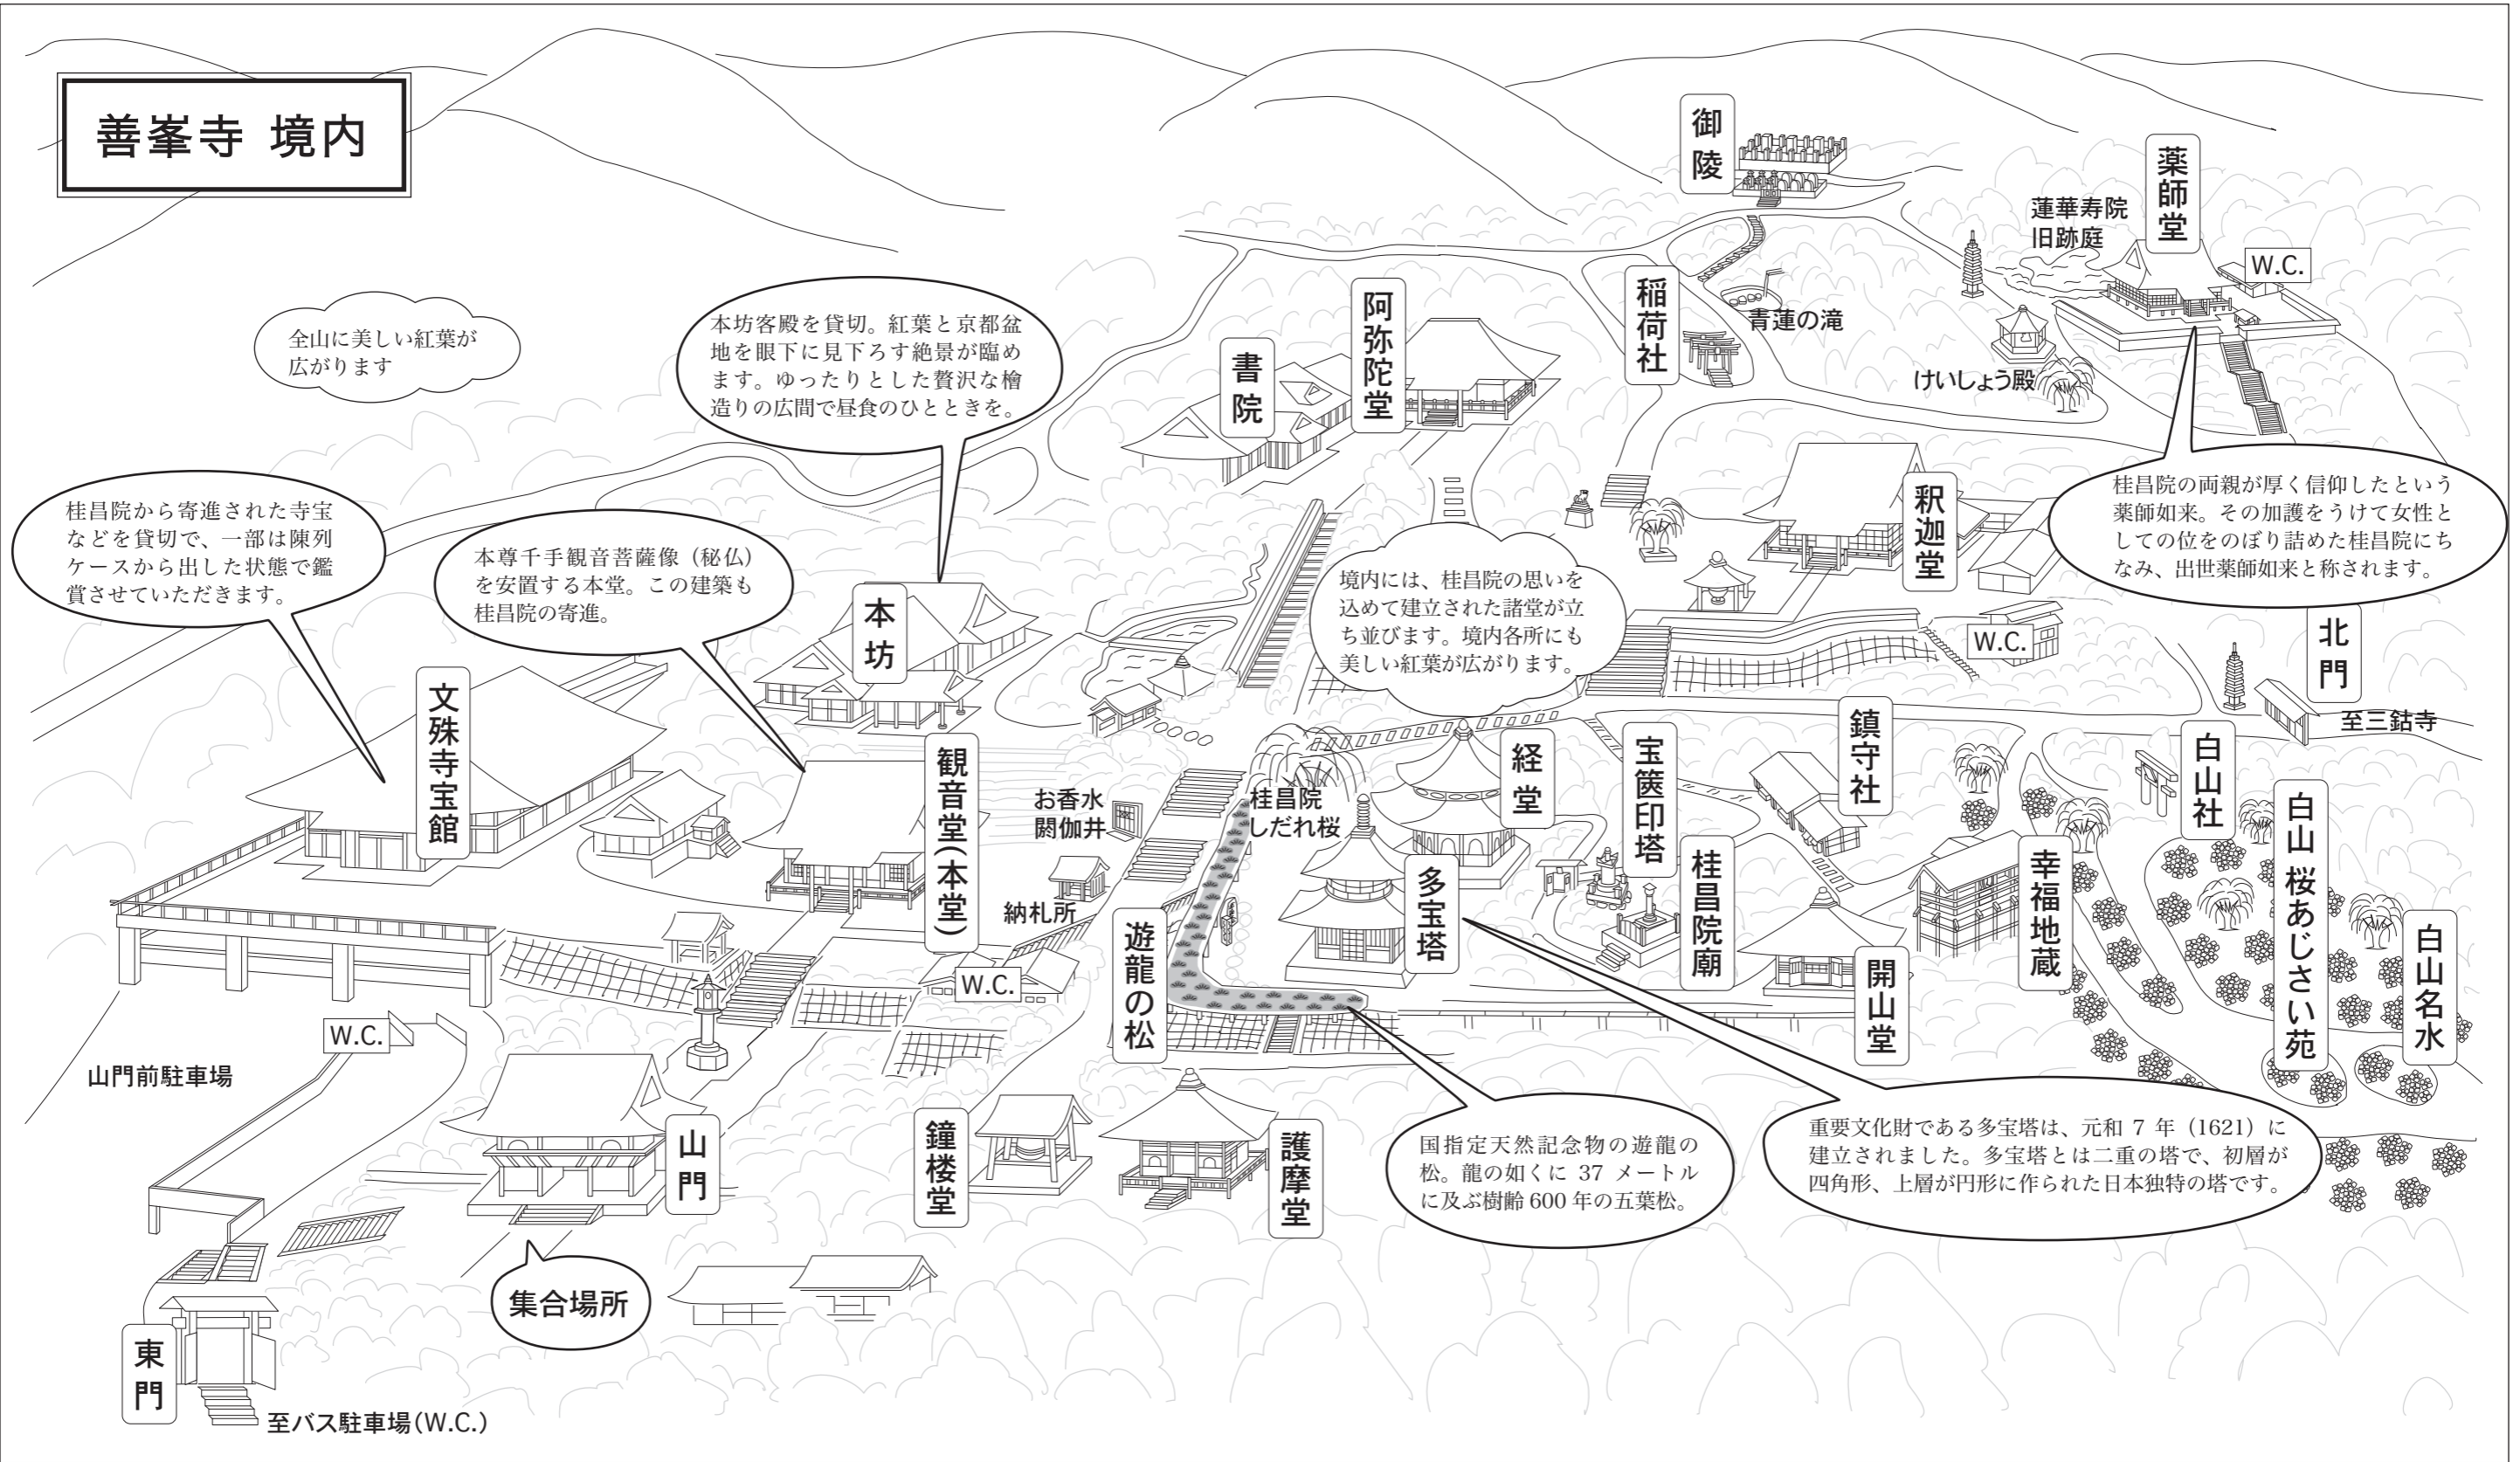 善峯寺 境内
全山に美しい紅葉が
広がります
本坊客殿を貸切。紅葉と京都盆
地を眼下に見下ろす絶景が臨め
ます。ゆったりとした贅沢な檜
造りの広間で昼食のひとときを。
御陵
薬師堂
蓮華寿院
旧跡庭
W.C.
稲荷社
青蓮の滝
けいしょう殿
阿弥陀堂
書院
桂昌院から寄進された寺宝
などを貸切で、一部は陳列
ケースから出した状態で鑑
賞させていただきます。
本尊千手観音菩薩像（秘仏）
を安置する本堂。この建築も
桂昌院の寄進。
境内には、桂昌院の思いを
込めて建立された諸堂が立
ち並びます。境内各所にも
美しい紅葉が広がります。
釈迦堂
桂昌院の両親が厚く信仰したという
薬師如来。その加護をうけて女性と
しての位をのぼり詰めた桂昌院にち
なみ、出世薬師如来と称されます。
本坊
W.C.
北門
至三鈷寺
文殊寺宝館
観音堂（本堂）
お香水
閼伽井
桂昌院
しだれ桜
経堂
宝篋印塔
鎮守社
白山社
白山 桜あじさい苑
白山名水
納札所
遊龍の松
多宝塔
桂昌院廟
開山堂
幸福地蔵
W.C.
W.C.
山門前駐車場
山門
鐘楼堂
護摩堂
国指定天然記念物の遊龍の
松。龍の如くに 37 メートル
に及ぶ樹齢 600 年の五葉松。
重要文化財である多宝塔は、元和 7 年（1621）に
建立されました。多宝塔とは二重の塔で、初層が
四角形、上層が円形に作られた日本独特の塔です。
集合場所
東門
至バス駐車場(W.C.)